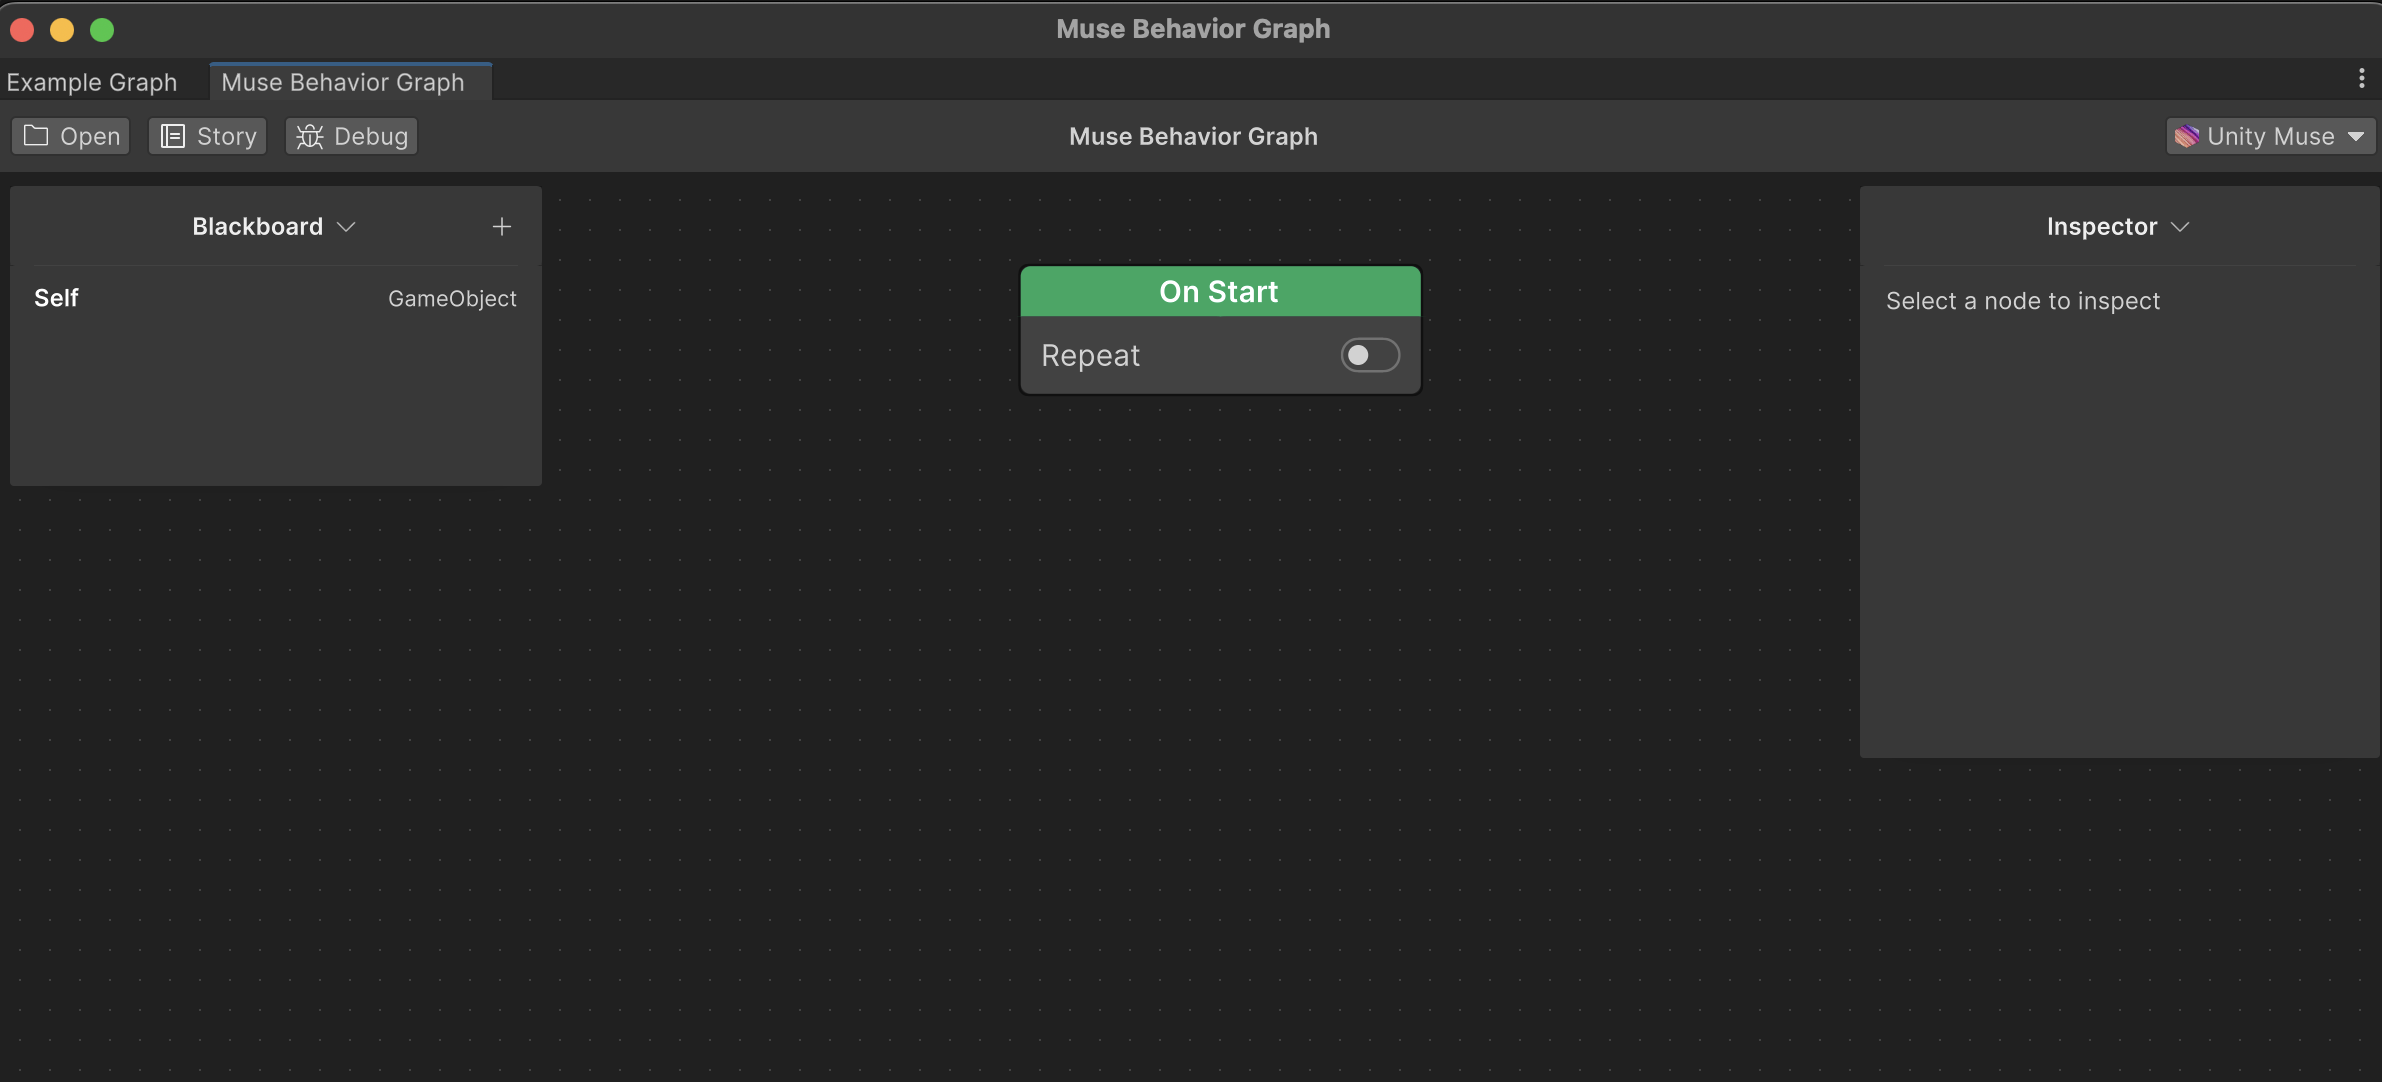 Muse Behavior Graph
Example Graph
Muse Behavior Graph
Open
Story
Debug
Muse Behavior Graph
Unity Muse
Blackboard
Self
GameObject
On Start
Repeat
Inspector
Select a node to inspect